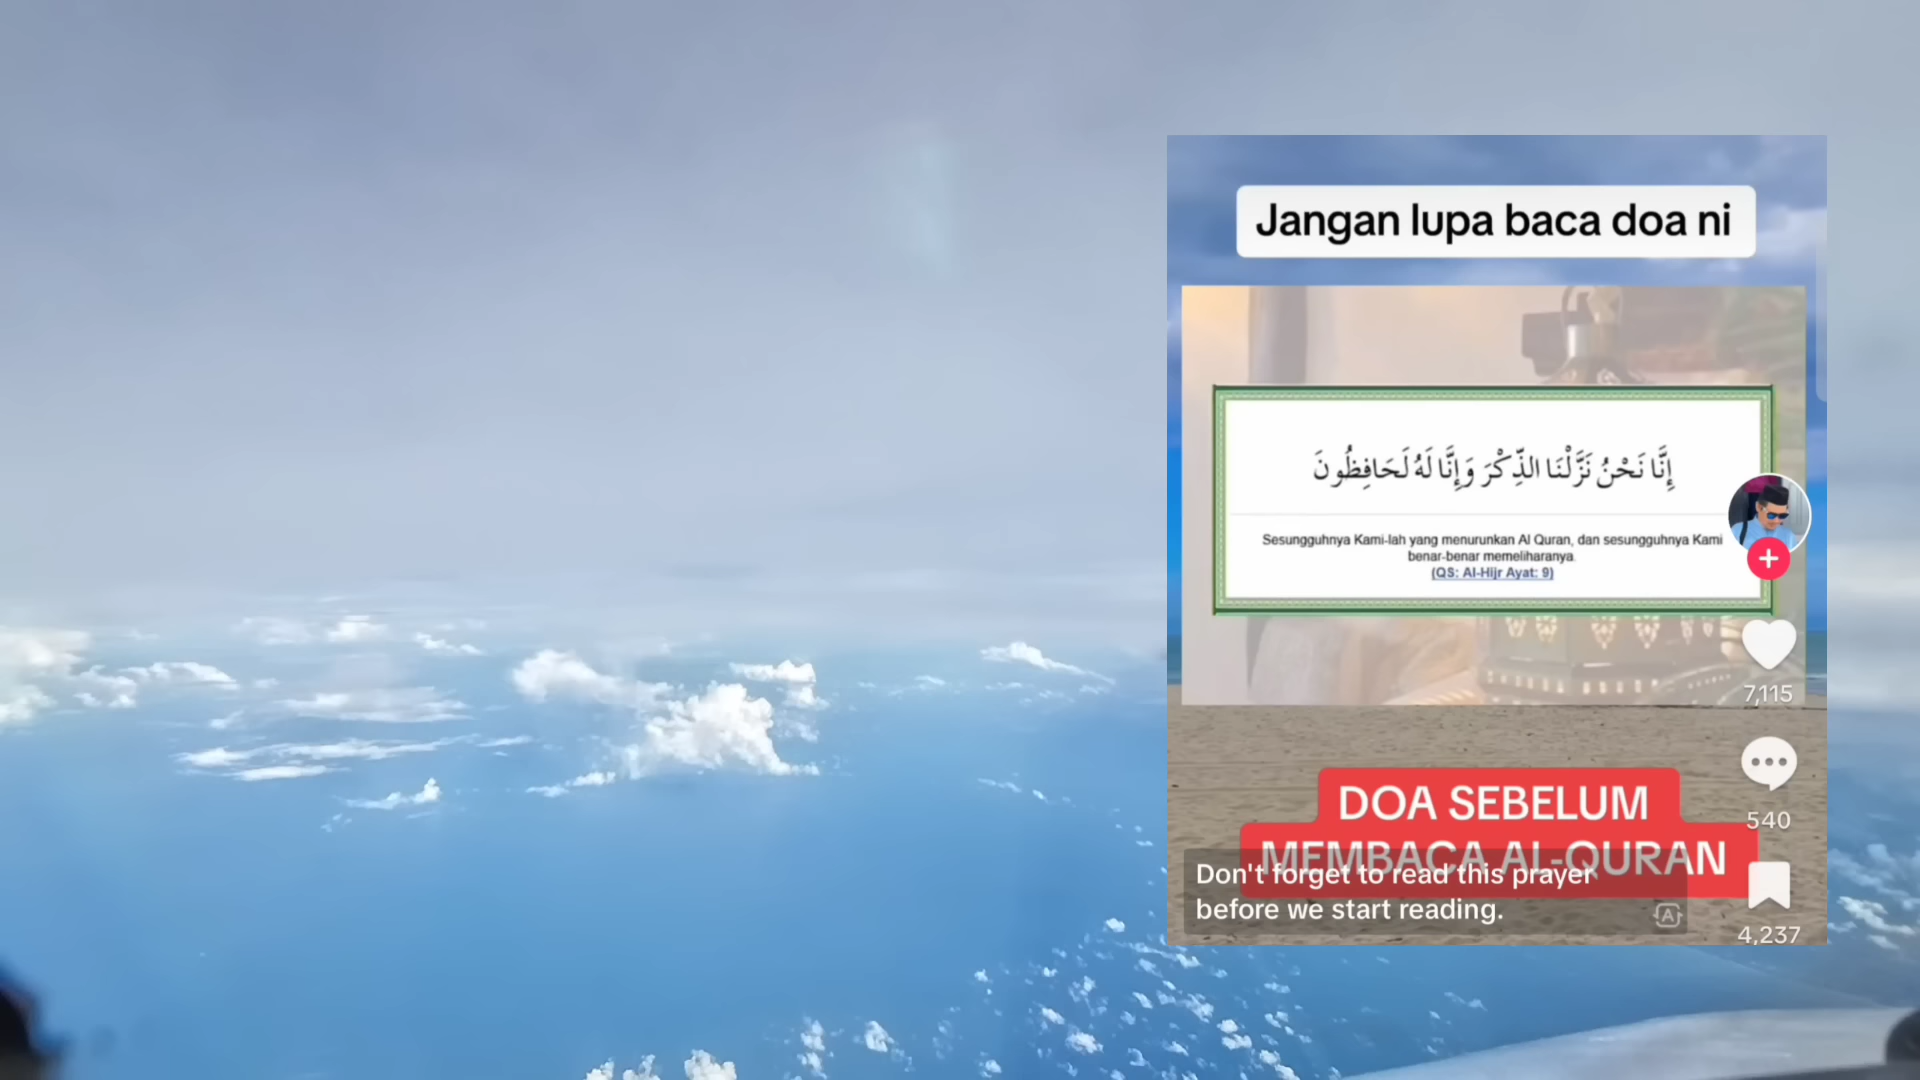 Jangan lupa baca doa ni
إِنَّا نَحْنُ نَزَّلْنَا الذِّكْرَ وَإِنَّا لَهُ لَحَافِظُونَ
Sesungguhnya Kami-lah yang menurunkan Al Quran, dan sesungguhnya Kami
benar-benar memeliharanya.
(QS: Al-Hijr Ayat: 9)
7,115
540
DOA SEBELUM
MEMBACA AL-QURAN
Don't forget to read this prayer
before we start reading.
A
4,237